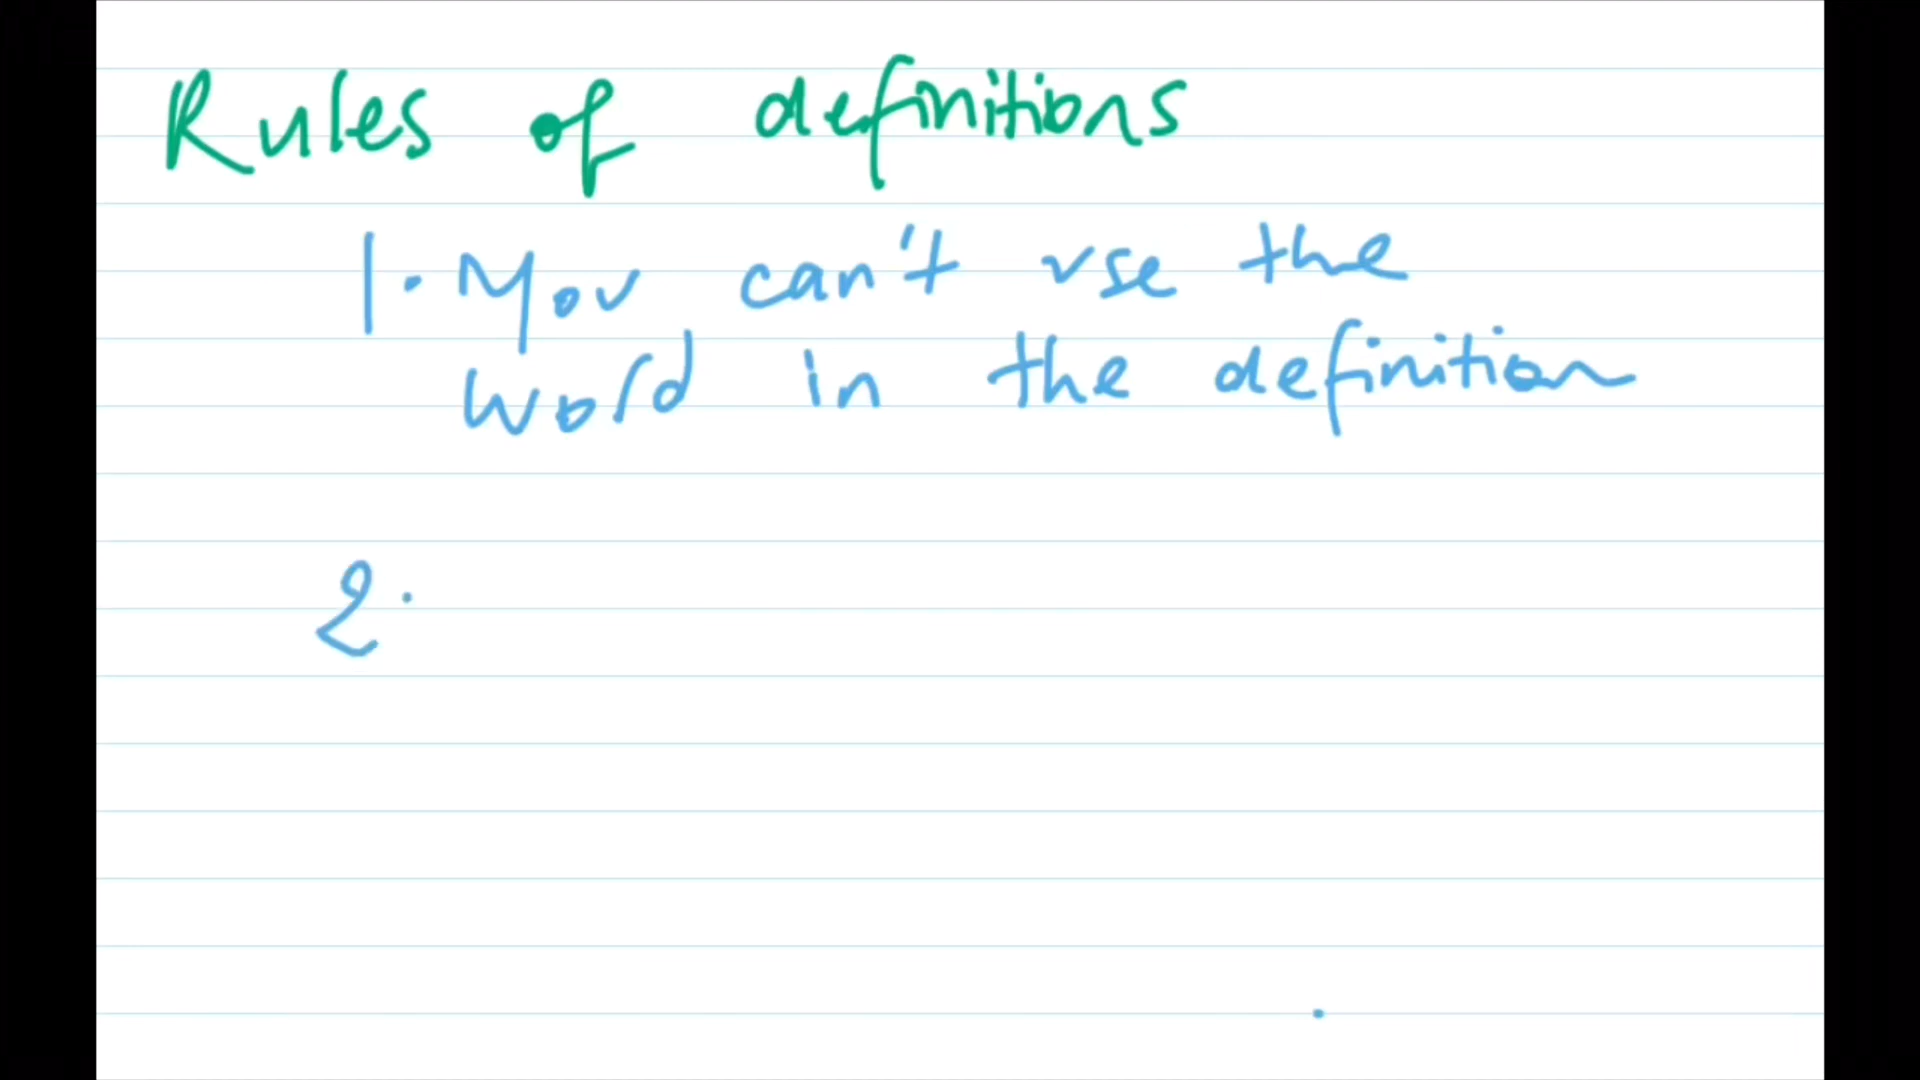 Rules of definitions
1. You can't use the
word in the definition
2.